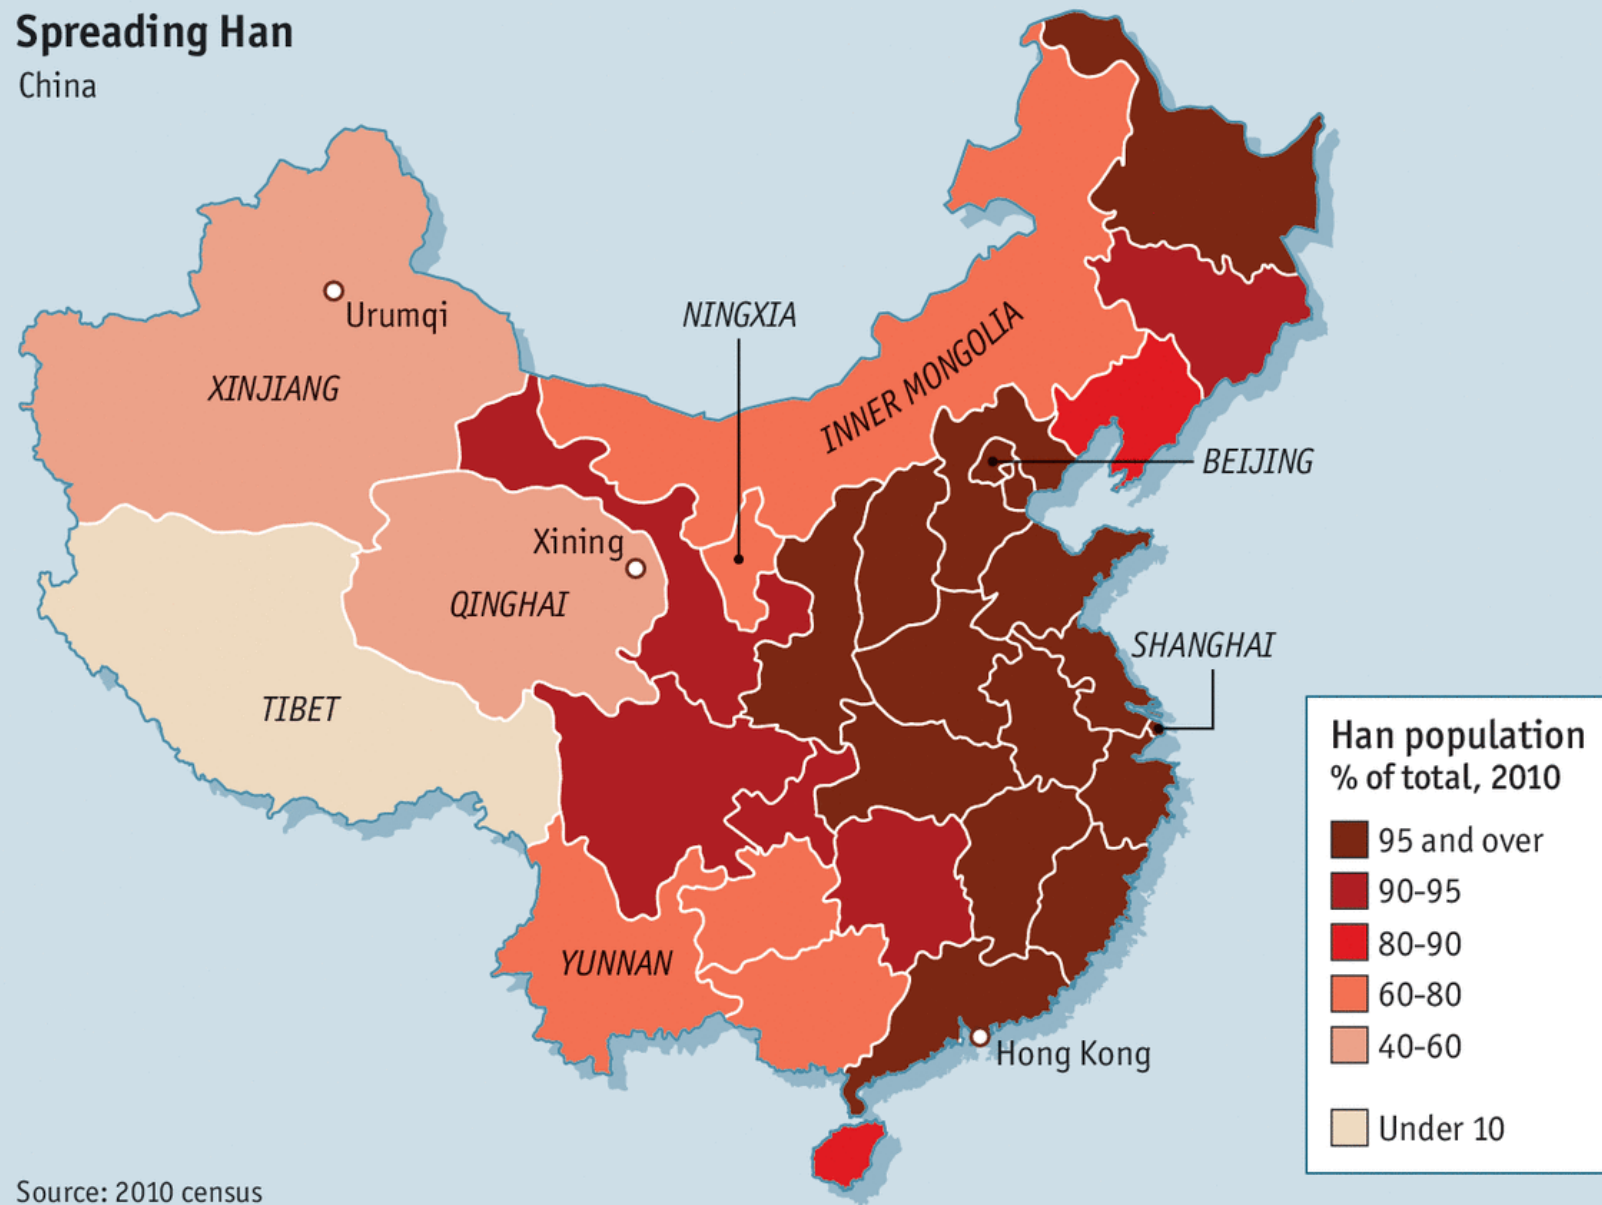 Spreading Han
China
Urumqi
XINJIANG
NINGXIA
INNER MONGOLIA
BEIJING
Xining
QINGHAI
SHANGHAI
TIBET
YUNNAN
Hong Kong
Han population
% of total, 2010
95 and over
90-95
80-90
60-80
40-60
Under 10
Source: 2010 census